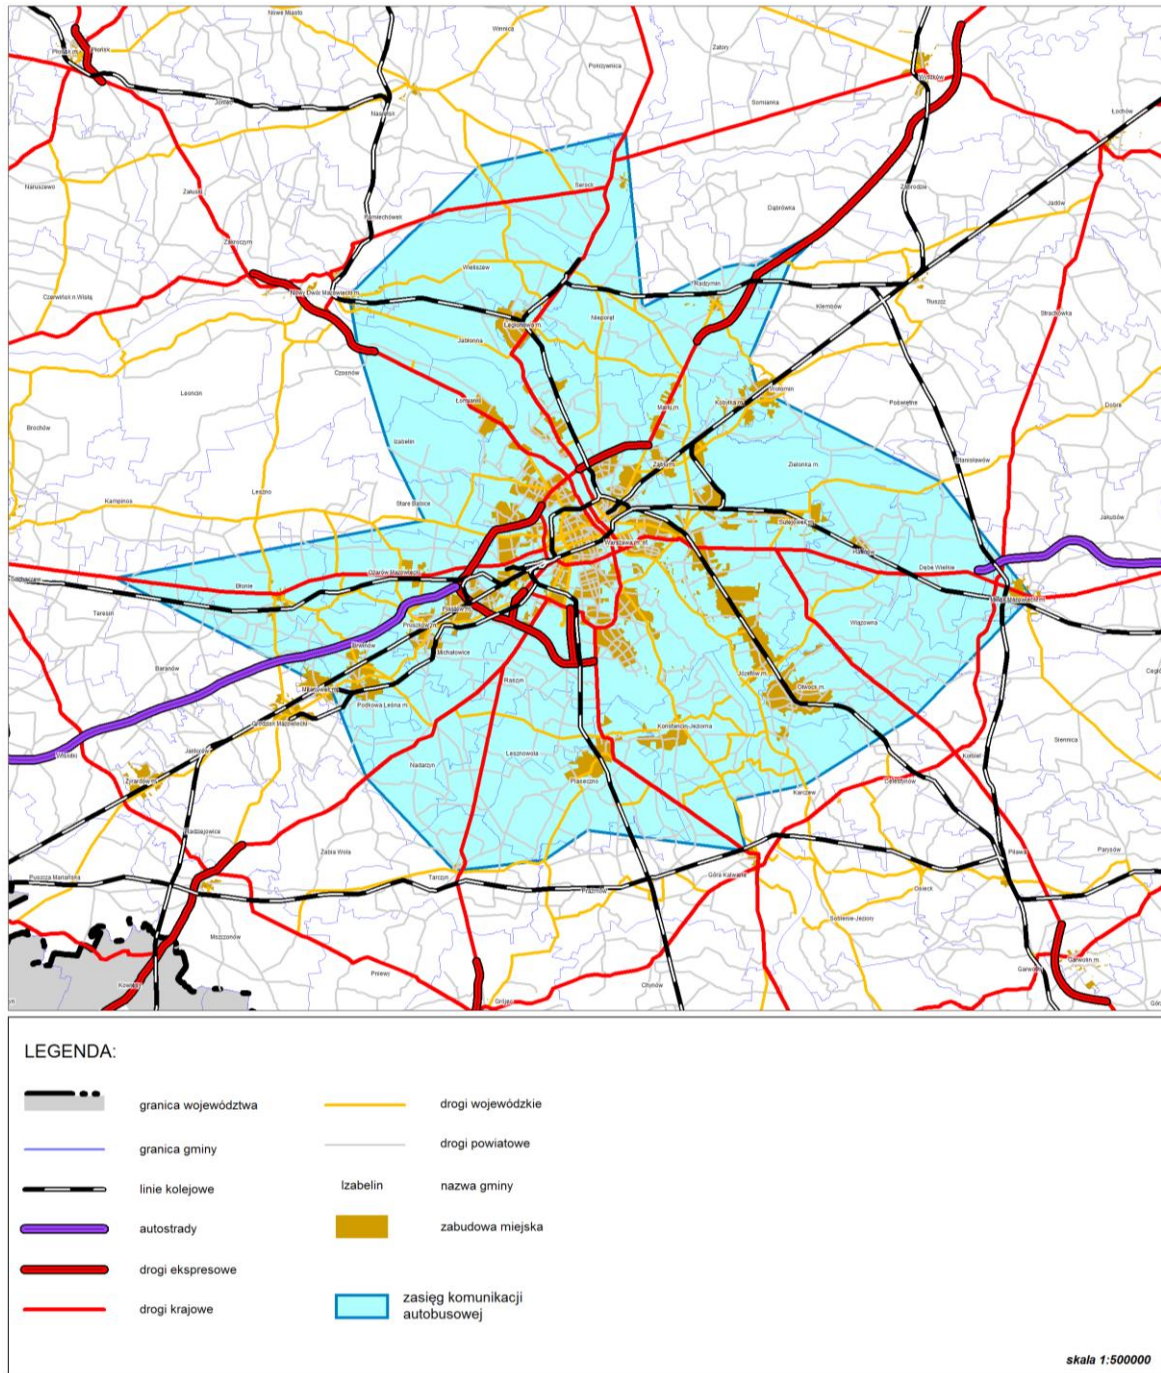 Nowe Miasto
Winnica
Płońsk m.
Płońsk
Pokrzywnica
Zatory
Wyszków
Joniec
Nasielsk
Somianka
Łochów
Naruszewo
Załuski
Serock
Zabrodzie
Pomiechówek
Dąbrówka
Jadów
Zakroczym
Wieliszew
Radzymin
Czerwińsk n.Wisłą
Nowy Dwór Mazowiecki m.
Klembów
Tłuszcz
Strachówka
Legionowo m.
Nieporęt
Jabłonna
Czosnów
Leoncin
Łomianki
Wołomin
Kobyłka m.
Marki m.
Poświętne
Dobre
Brochów
Izabelin
Ząbki m.
Zielonka m.
Stanisławów
Leszno
Kampinos
Stare Babice
Sulejówek m.
Jakubów
Warszawa m. st.
Halinów
Dębe Wielkie
Sochaczew
Błonie
Ożarów Mazowiecki
Teresin
Piastów m.
Mińsk Mazowiecki m.
Pruszków m.
Wiązowna
Brwinów
Michałowice
Baranów
Raszyn
Józefów m.
Otwock m.
Milanówek m.
Podkowa Leśna m.
Grodzisk Mazowiecki
Konstancin-Jeziorna
Siennica
Jaktorów
Lesznowola
Kołbiel
Wiskitki
Nadarzyn
Żyrardów m.
Piaseczno
Celestynów
Karczew
Radziejowice
Żabia Wola
Pilawa
Parysów
Puszcza Mariańska
Tarczyn
Prażmów
Góra Kalwaria
Osieck
Sobienie-Jeziory
Mszczonów
Garwolin m.
Garwolin
Pniewy
Kowiesy
Chynów
Grójec
LEGENDA:
granica województwa
drogi wojewódzkie
granica gminy
drogi powiatowe
linie kolejowe
Izabelin
nazwa gminy
autostrady
zabudowa miejska
drogi ekspresowe
zasięg komunikacji
autobusowej
drogi krajowe
skala 1:500000